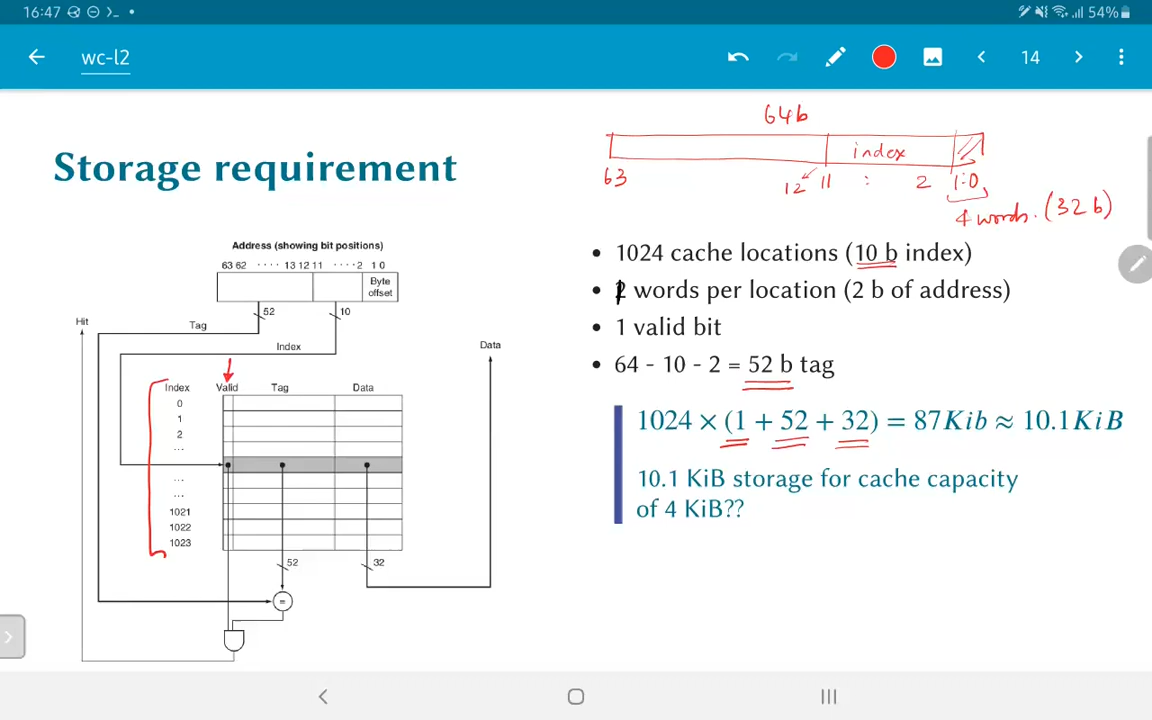 16:47
54%
wc-l2
14
64b
Storage requirement
index
63
12 11 : 2 1:0
4 words. (32 b)
Address (showing bit positions)
63 62 ···· 13 12 11 ···· 2 1 0
Byte
offset
52
10
Hit
Tag
Index
Data
Index Valid Tag Data
0
1
2
...
...
...
1021
1022
1023
52
32
=
• 1024 cache locations (10 b index)
• 1 words per location (2 b of address)
• 1 valid bit
• 64 - 10 - 2 = 52 b tag
1024 × (1 + 52 + 32) = 87Kib ≈ 10.1KiB
10.1 KiB storage for cache capacity
of 4 KiB??